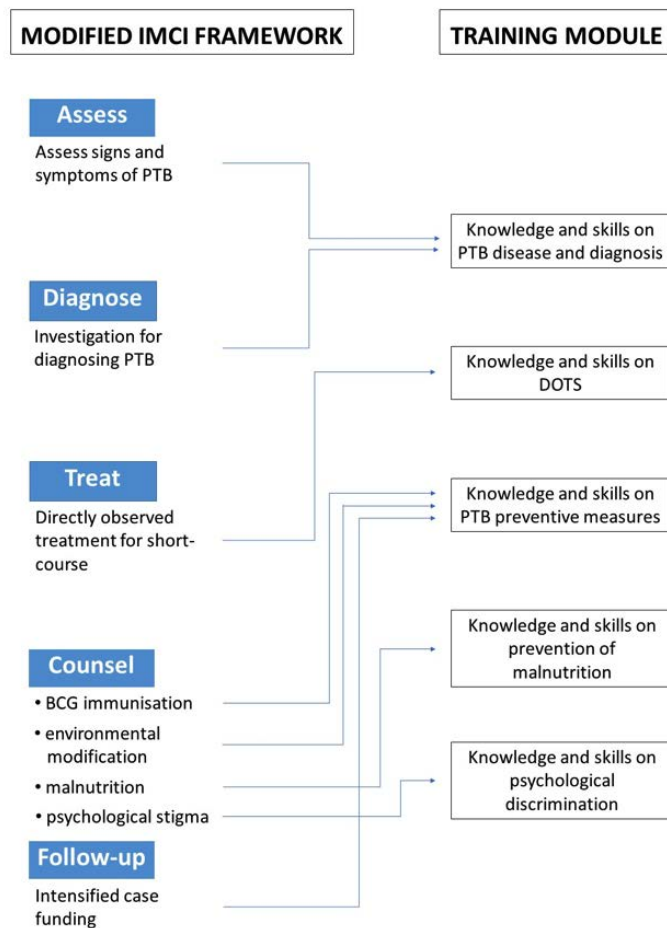 MODIFIED IMCI FRAMEWORK
TRAINING MODULE
Assess
Assess signs and
symptoms of PTB
Knowledge and skills on
PTB disease and diagnosis
Diagnose
Investigation for
diagnosing PTB
Knowledge and skills on
DOTS
Treat
Directly observed
treatment for short-
course
Knowledge and skills on
PTB preventive measures
Knowledge and skills on
prevention of
malnutrition
Counsel
• BCG immunisation
• environmental
modification
• malnutrition
• psychological stigma
Knowledge and skills on
psychological
discrimination
Follow-up
Intensified case
funding